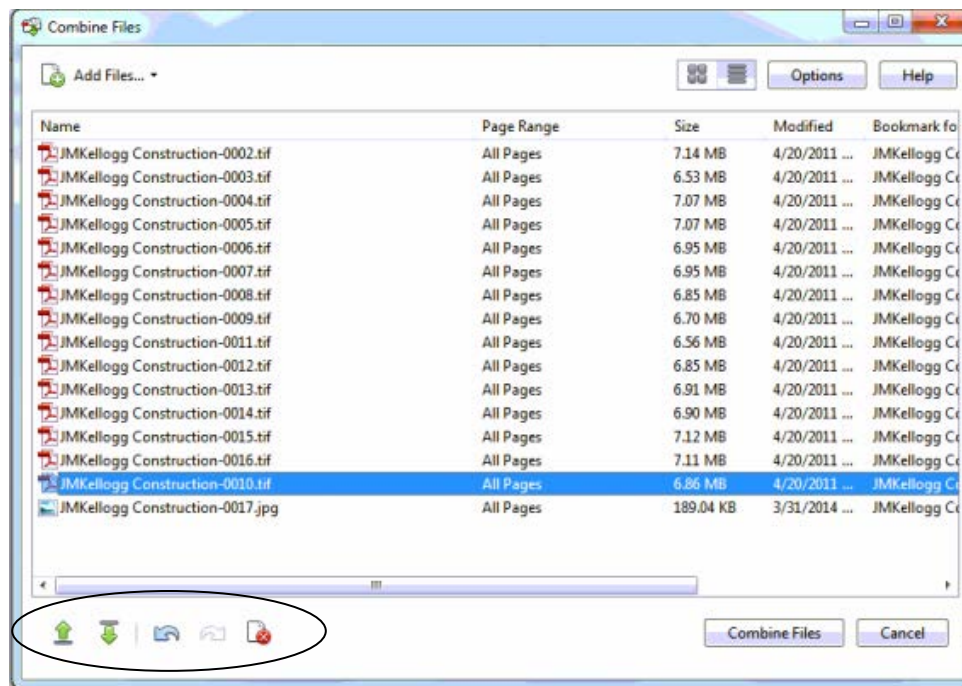 Combine Files
Add Files... Options Help
Name Page Range Size Modified Bookmark fo
JMKellogg Construction-0002.tif All Pages 7.14 MB 4/20/2011 ... JMKellogg Co
JMKellogg Construction-0003.tif All Pages 6.53 MB 4/20/2011 ... JMKellogg Co
JMKellogg Construction-0004.tif All Pages 7.07 MB 4/20/2011 ... JMKellogg Co
JMKellogg Construction-0005.tif All Pages 7.07 MB 4/20/2011 ... JMKellogg Co
JMKellogg Construction-0006.tif All Pages 6.95 MB 4/20/2011 ... JMKellogg Co
JMKellogg Construction-0007.tif All Pages 6.95 MB 4/20/2011 ... JMKellogg Co
JMKellogg Construction-0008.tif All Pages 6.85 MB 4/20/2011 ... JMKellogg Co
JMKellogg Construction-0009.tif All Pages 6.70 MB 4/20/2011 ... JMKellogg Co
JMKellogg Construction-0011.tif All Pages 6.56 MB 4/20/2011 ... JMKellogg Co
JMKellogg Construction-0012.tif All Pages 6.85 MB 4/20/2011 ... JMKellogg Co
JMKellogg Construction-0013.tif All Pages 6.91 MB 4/20/2011 ... JMKellogg Co
JMKellogg Construction-0014.tif All Pages 6.90 MB 4/20/2011 ... JMKellogg Co
JMKellogg Construction-0015.tif All Pages 7.12 MB 4/20/2011 ... JMKellogg Co
JMKellogg Construction-0016.tif All Pages 7.11 MB 4/20/2011 ... JMKellogg Co
JMKellogg Construction-0010.tif All Pages 6.86 MB 4/20/2011 ... JMKellogg Co
JMKellogg Construction-0017.jpg All Pages 189.04 KB 3/31/2014 ... JMKellogg Co
Combine Files Cancel